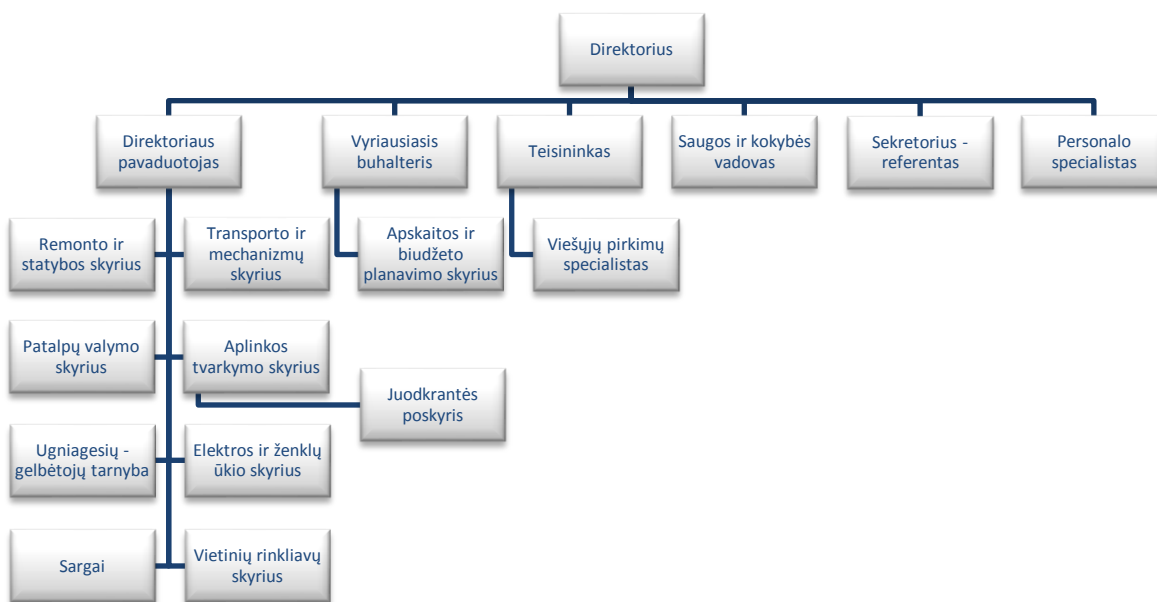 Direktorius
Direktoriaus
pavaduotojas
Vyriausiasis
buhalteris
Teisininkas
Saugos ir kokybės
vadovas
Sekretorius -
referentas
Personalo
specialistas
Remonto ir
statybos skyrius
Transporto ir
mechanizmų
skyrius
Apskaitos ir
biudžeto
planavimo skyrius
Viešųjų pirkimų
specialistas
Patalpų valymo
skyrius
Aplinkos
tvarkymo skyrius
Juodkrantės
poskyris
Ugniagesių -
gelbėtojų tarnyba
Elektros ir ženklų
ūkio skyrius
Sargai
Vietinių rinkliavų
skyrius